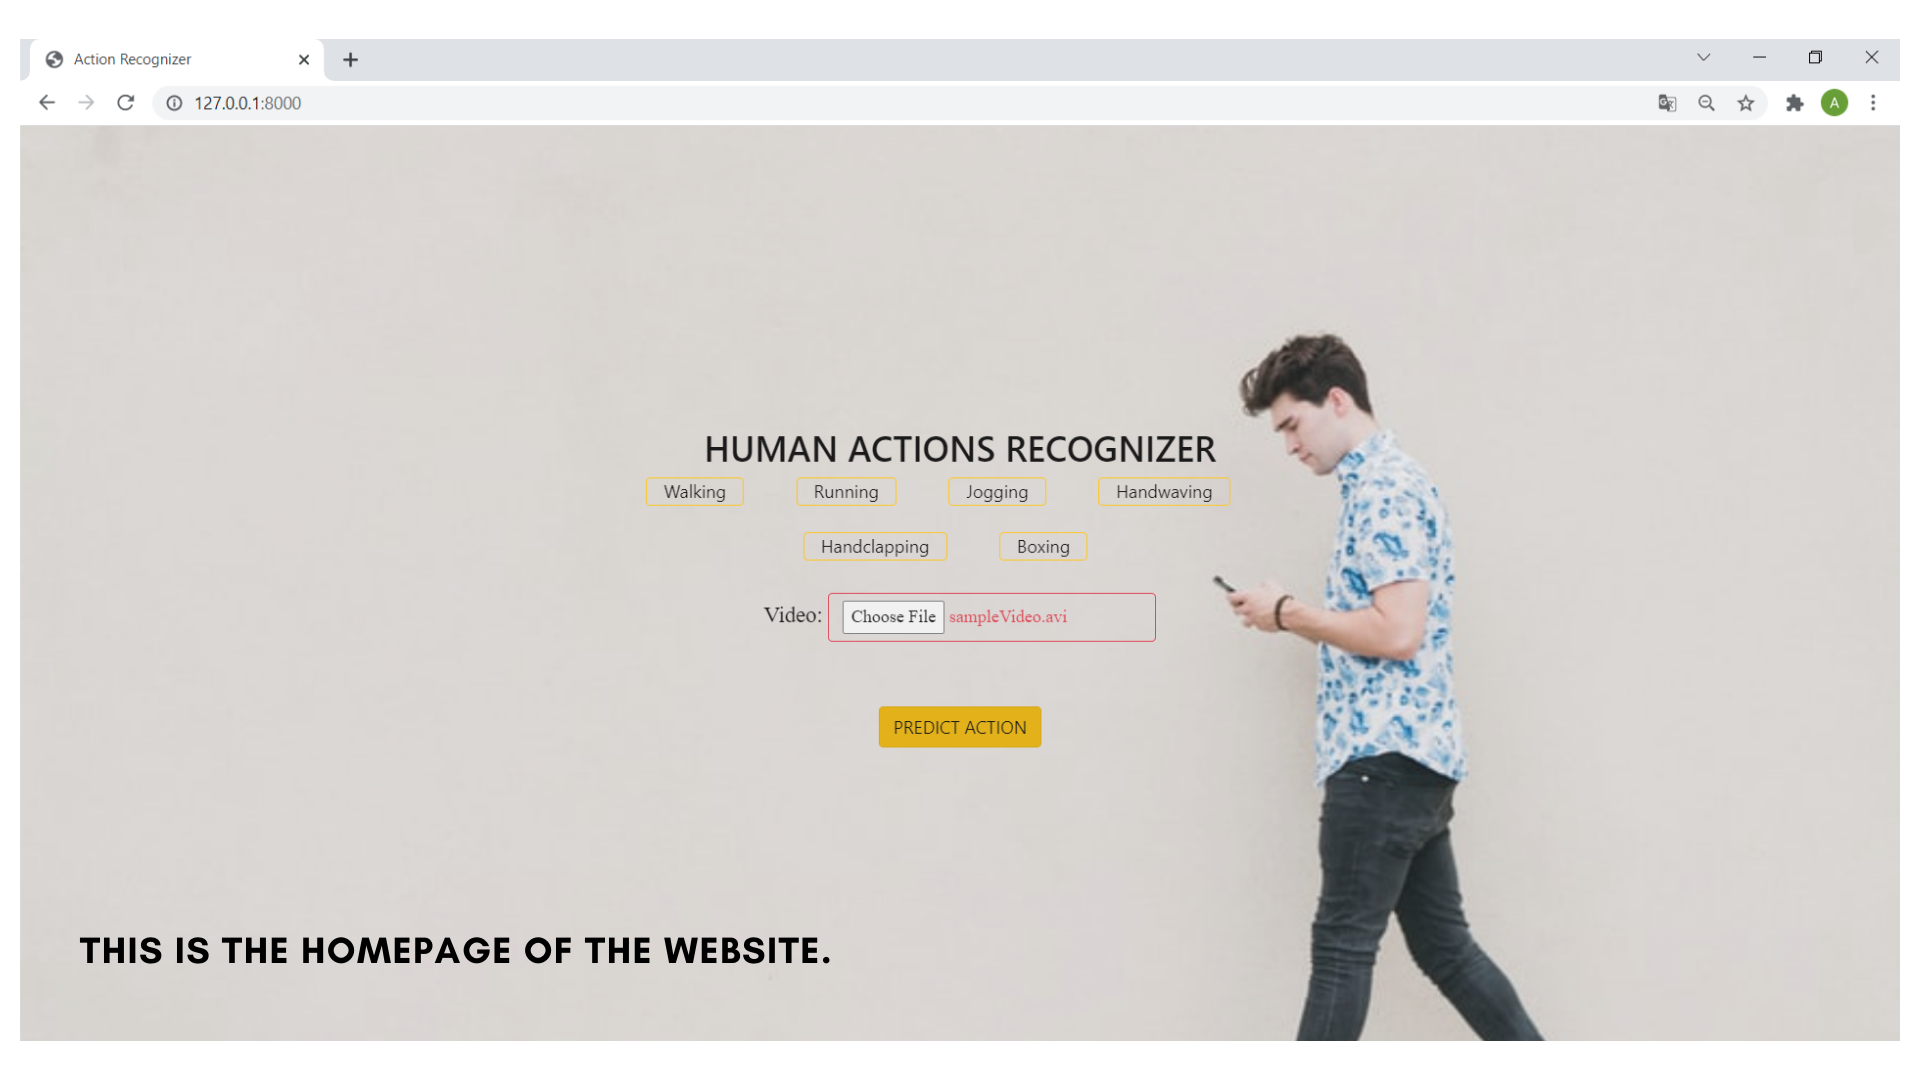 Action Recognizer
127.0.0.1:8000
A
HUMAN ACTIONS RECOGNIZER
Walking Running Jogging Handwaving
Handclapping Boxing
Video: Choose File sampleVideo.avi
PREDICT ACTION
THIS IS THE HOMEPAGE OF THE WEBSITE.